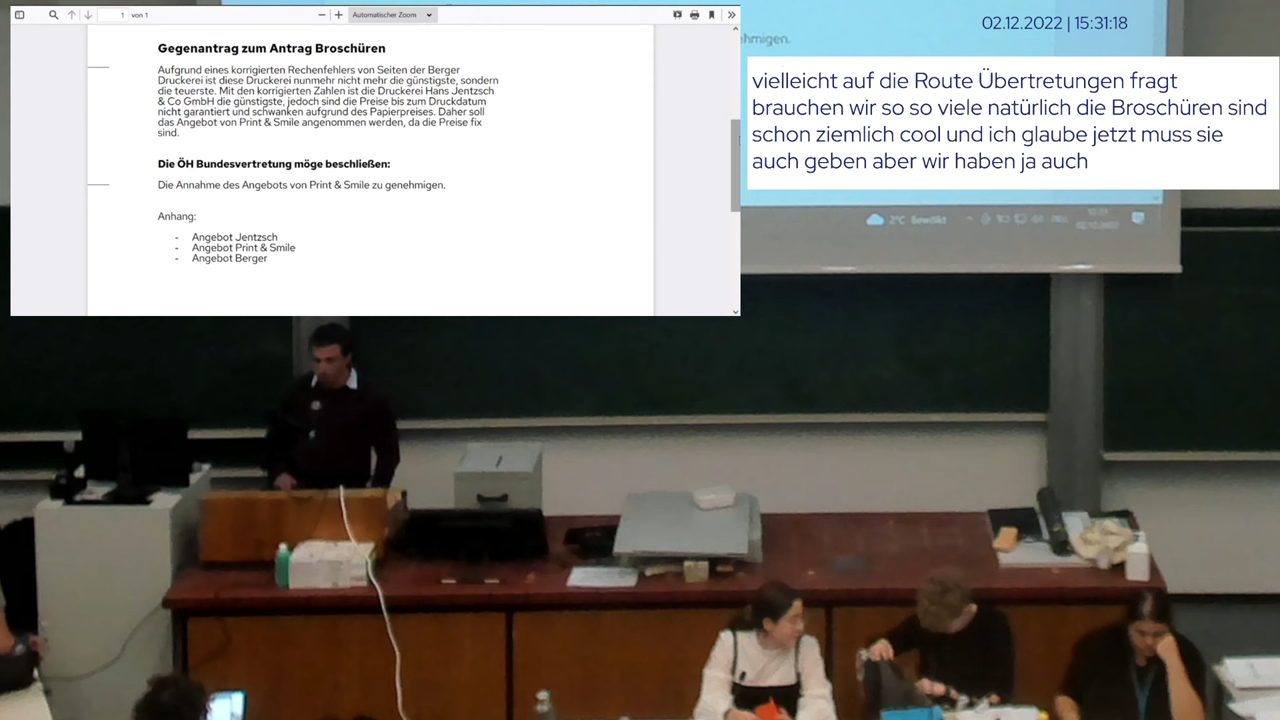 1 von 1
Automatischer Zoom
Gegenantrag zum Antrag Broschüren
Aufgrund eines korrigierten Rechenfehlers von Seiten der Berger
Druckerei ist diese Druckerei nunmehr nicht mehr die günstigste, sondern
die teuerste. Mit den korrigierten Zahlen ist die Druckerei Hans Jentzsch
& Co GmbH die günstigste, jedoch sind die Preise bis zum Druckdatum
nicht garantiert und schwanken aufgrund des Papierpreises. Daher soll
das Angebot von Print & Smile angenommen werden, da die Preise fix
sind.
Die ÖH Bundesvertretung möge beschließen:
Die Annahme des Angebots von Print & Smile zu genehmigen.
Anhang:
- Angebot Jentzsch
- Angebot Print & Smile
- Angebot Berger
02.12.2022 | 15:31:18
ehmigen.
vielleicht auf die Route Übertretungen fragt
brauchen wir so so viele natürlich die Broschüren sind
schon ziemlich cool und ich glaube jetzt muss sie
auch geben aber wir haben ja auch
2°C Bewölkt